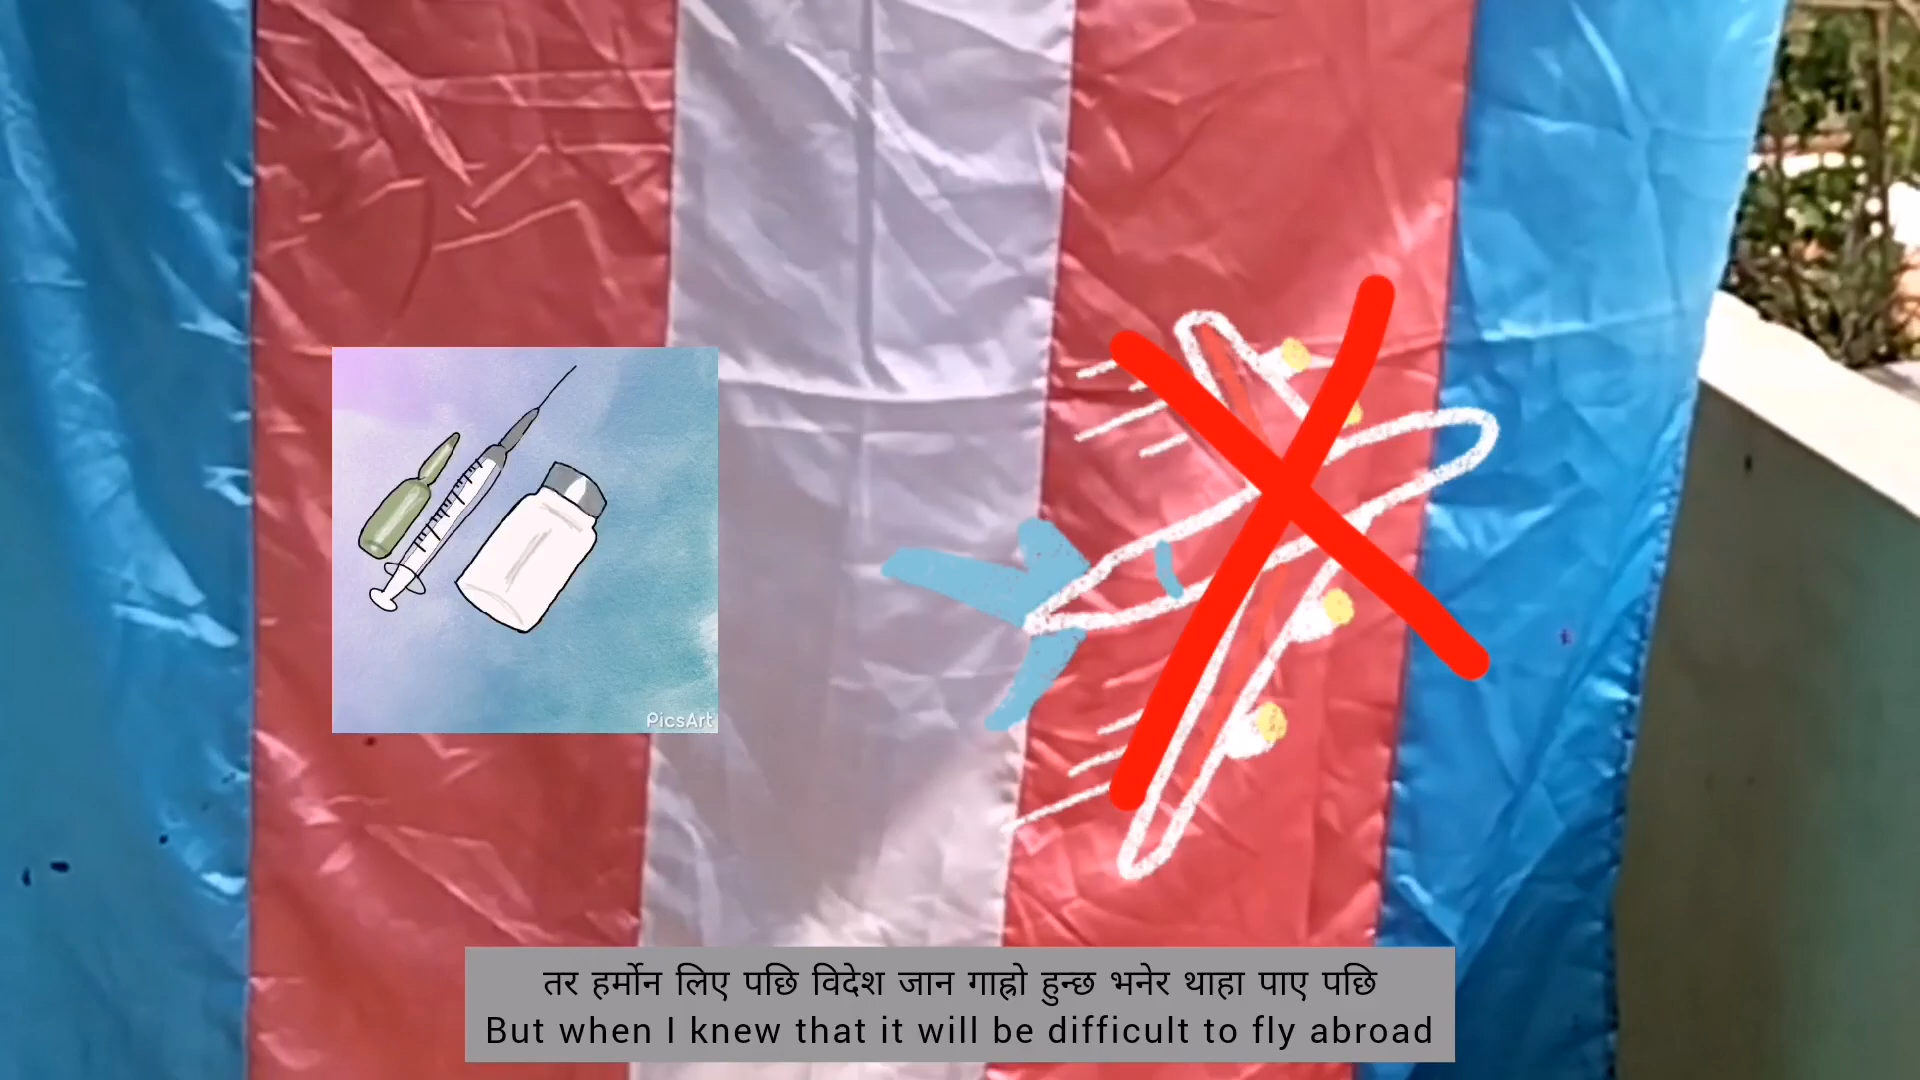 PicsArt
तर हर्मोन लिए पछि विदेश जान गाह्रो हुन्छ भनेर थाहा पाए पछि
But when I knew that it will be difficult to fly abroad